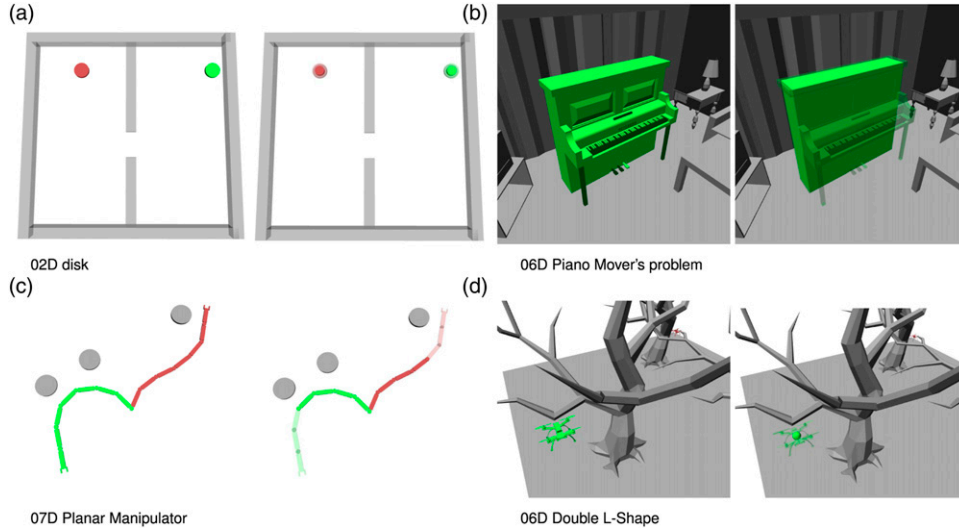 (a)
(b)
02D disk
06D Piano Mover's problem
(c)
(d)
07D Planar Manipulator
06D Double L-Shape